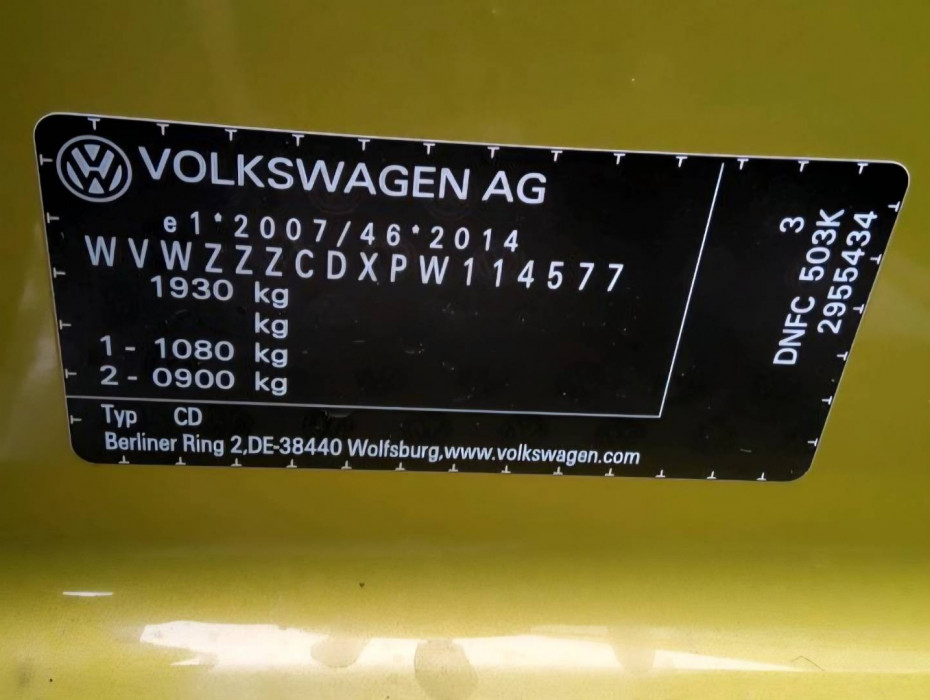 VOLKSWAGEN AG
e1*2007/46*2014
WVWZZZCDXPW114577
1930 kg
kg
1 - 1080 kg
2 - 0900 kg
Typ CD
Berliner Ring 2,DE-38440 Wolfsburg,www.volkswagen.com
3
DNFC 503K
2955434